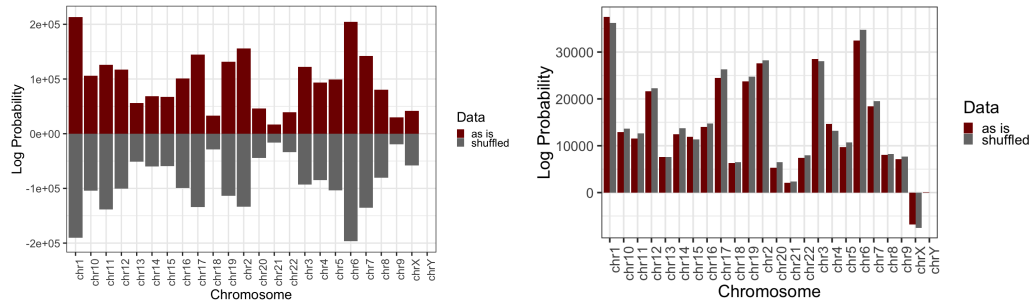 2e+05
1e+05
0e+00
-1e+05
-2e+05
Log Probability
chr1
chr10
chr11
chr12
chr13
chr14
chr15
chr16
chr17
chr18
chr19
chr2
chr20
chr21
chr22
chr3
chr4
chr5
chr6
chr7
chr8
chr9
chrX
chrY
Chromosome
Data
as is
shuffled
30000
20000
10000
0
Log Probability
chr1
chr10
chr11
chr12
chr13
chr14
chr15
chr16
chr17
chr18
chr19
chr2
chr20
chr21
chr22
chr3
chr4
chr5
chr6
chr7
chr8
chr9
chrX
chrY
Chromosome
Data
as is
shuffled